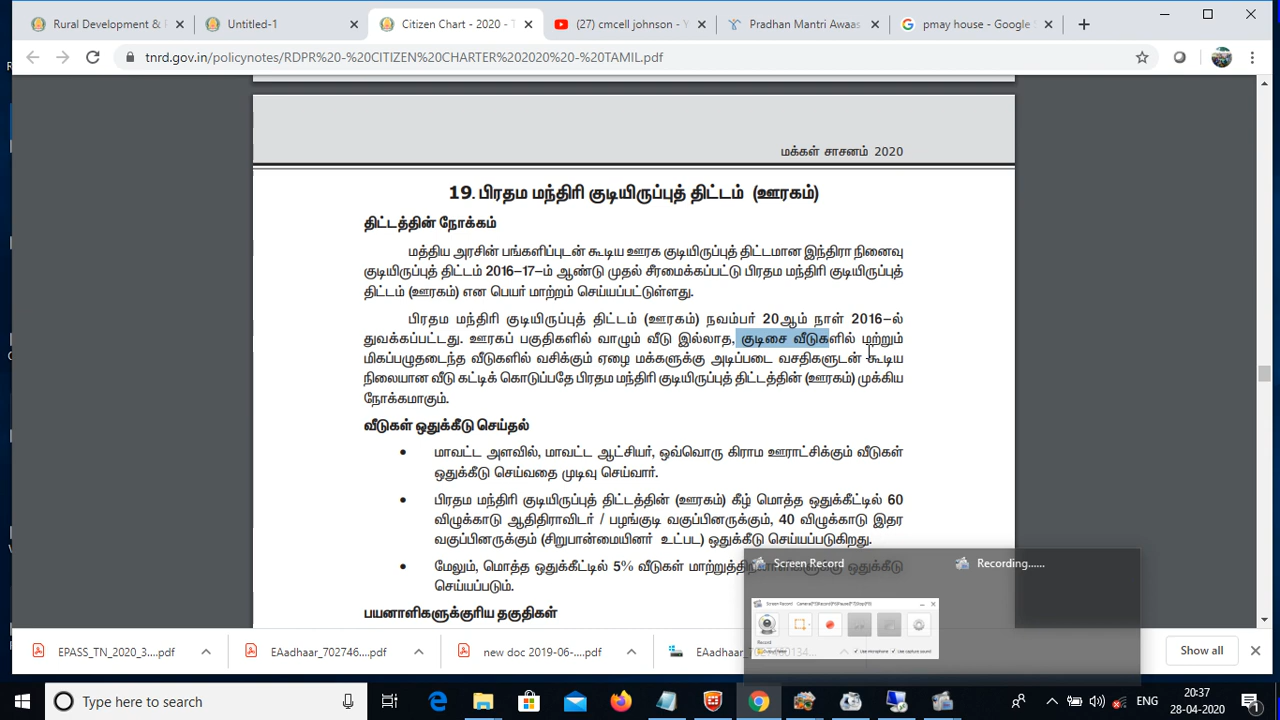 Rural Development & 
Untitled-1
Citizen Chart - 2020 - T
(27) cmcell johnson - Y
Pradhan Mantri Awaas
pmay house - Google S
tnrd.gov.in/policynotes/RDPR%20-%20CITIZEN%20CHARTER%202020%20-%20TAMIL.pdf
மக்கள் சாசனம் 2020
19. பிரதம மந்திரி குடியிருப்புத் திட்டம் (ஊரகம்)
திட்டத்தின் நோக்கம்
மத்திய அரசின் பங்களிப்புடன் கூடிய ஊரக குடியிருப்புத் திட்டமான இந்திரா நினைவு
குடியிருப்புத் திட்டம் 2016–17–ம் ஆண்டு முதல் சீரமைக்கப்பட்டு பிரதம மந்திரி குடியிருப்புத்
திட்டம் (ஊரகம்) என பெயர் மாற்றம் செய்யப்பட்டுள்ளது.
பிரதம மந்திரி குடியிருப்புத் திட்டம் (ஊரகம்) நவம்பர் 20ஆம் நாள் 2016–ல்
துவக்கப்பட்டது. ஊரகப் பகுதிகளில் வாழும் வீடு இல்லாத, குடிசை வீடுகளில் மற்றும்
மிகப்பழுதடைந்த வீடுகளில் வசிக்கும் ஏழை மக்களுக்கு அடிப்படை வசதிகளுடன் கூடிய
நிலையான வீடு கட்டிக் கொடுப்பதே பிரதம மந்திரி குடியிருப்புத் திட்டத்தின் (ஊரகம்) முக்கிய
நோக்கமாகும்.
வீடுகள் ஒதுக்கீடு செய்தல்
• மாவட்ட அளவில், மாவட்ட ஆட்சியர், ஒவ்வொரு கிராம ஊராட்சிக்கும் வீடுகள்
ஒதுக்கீடு செய்வதை முடிவு செய்வார்.
• பிரதம மந்திரி குடியிருப்புத் திட்டத்தின் (ஊரகம்) கீழ் மொத்த ஒதுக்கீட்டில் 60
விழுக்காடு ஆதிதிராவிடர் / பழங்குடி வகுப்பினருக்கும், 40 விழுக்காடு இதர
வகுப்பினருக்கும் (சிறுபான்மையினர் உட்பட) ஒதுக்கீடு செய்யப்படுகிறது.
• மேலும், மொத்த ஒதுக்கீட்டில் 5% வீடுகள் மாற்றுத்திறனாளிகளுக்கு ஒதுக்கீடு
செய்யப்படும்.
பயனாளிகளுக்குரிய தகுதிகள்
Screen Record
Recording......
EPASS_TN_2020_3....pdf
EAadhaar_702746....pdf
new doc 2019-06-....pdf
Show all
Type here to search
ENG
20:37
28-04-2020